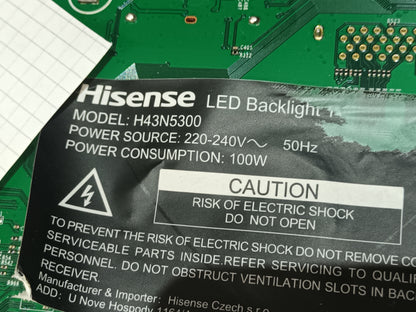 Hisense LED Backlight
MODEL: H43N5300
POWER SOURCE: 220-240V~ 50Hz
POWER CONSUMPTION: 100W
CAUTION
RISK OF ELECTRIC SHOCK
DO NOT OPEN
TO PREVENT THE RISK OF ELECTRIC SHOCK DO NOT REMOVE
SERVICEABLE PARTS INSIDE.REFER SERVICING TO QUALIF
PERSONNEL. DO NOT OBSTRUCT VENTILATION SLOTS IN BACK
RECEIVER.
Manufacturer & Importer: Hisense Czech s.r.o
ADD: U Nove Hospody